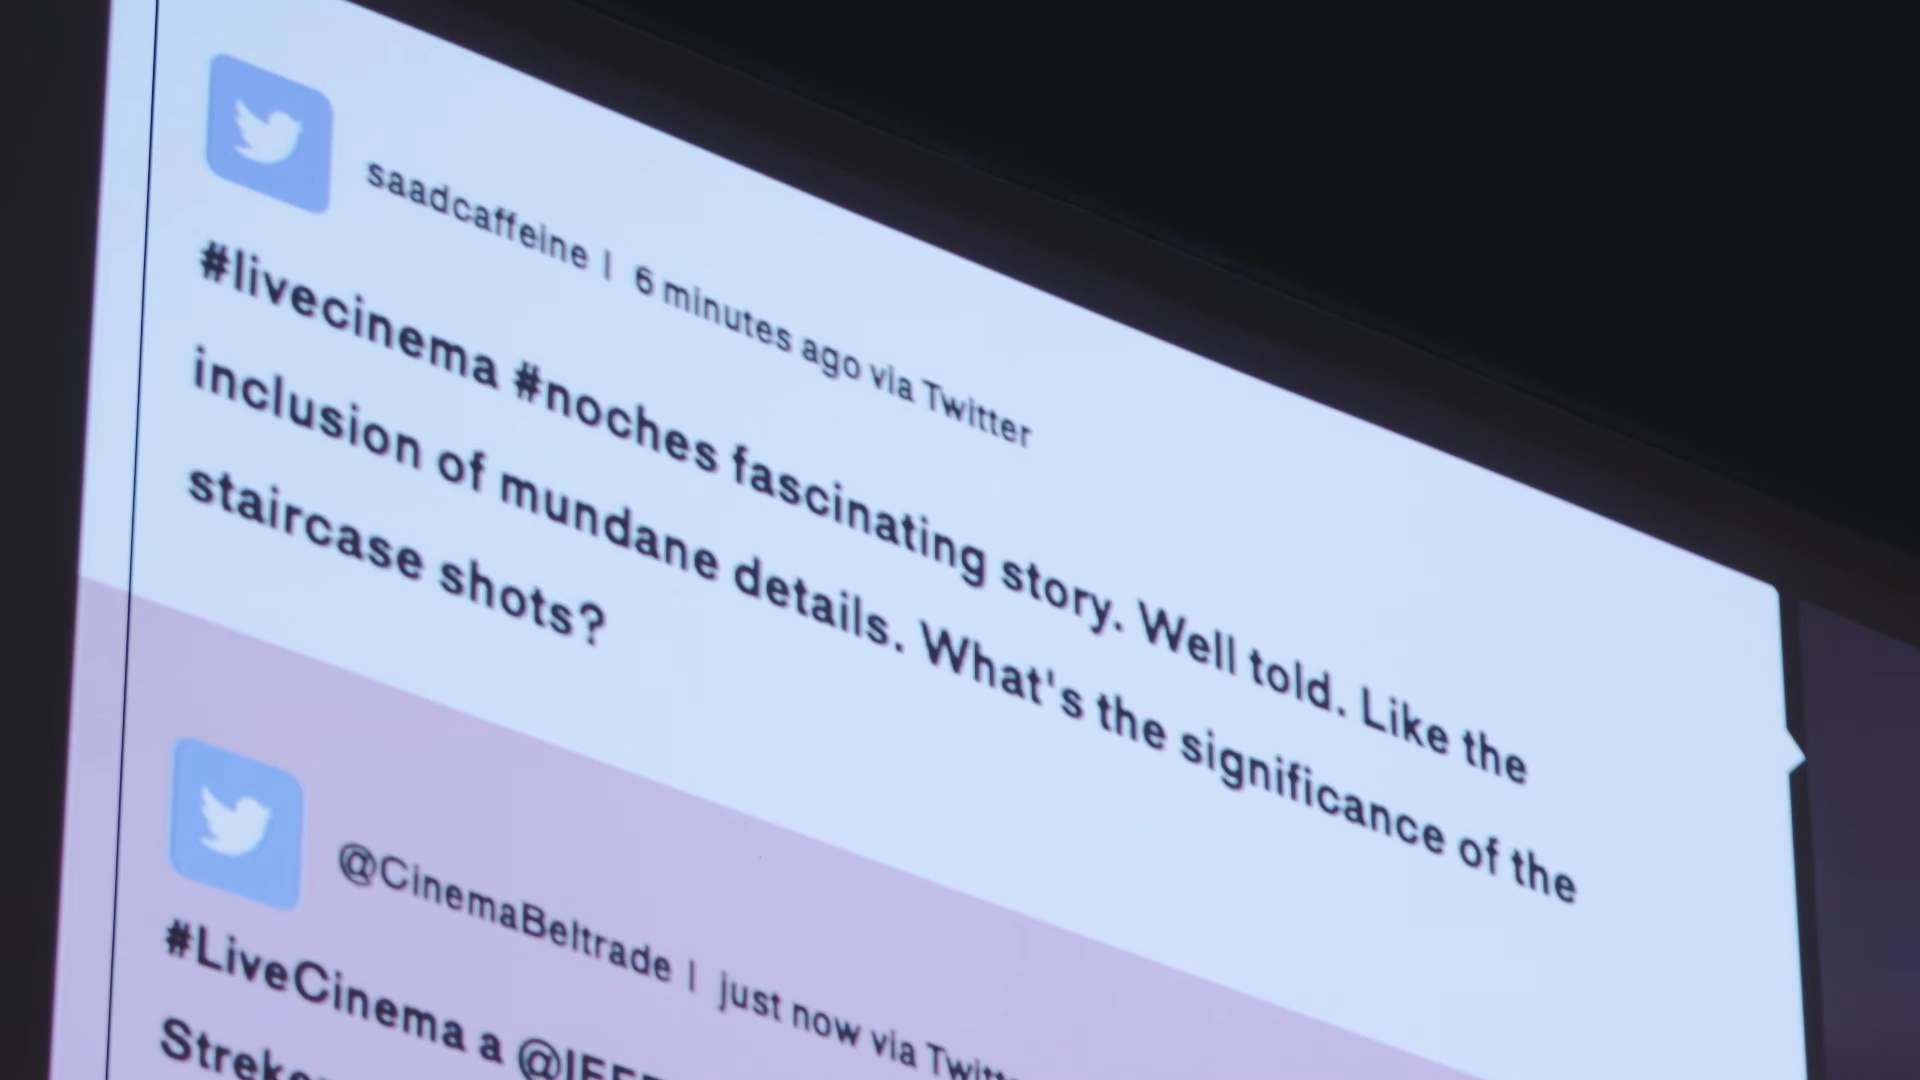 saadcaffeine | 6 minutes ago via Twitter
#livecinema #noches fascinating story. Well told. Like the
inclusion of mundane details. What's the significance of the
staircase shots?
@CinemaBeltrade | just now via
#LiveCinema a